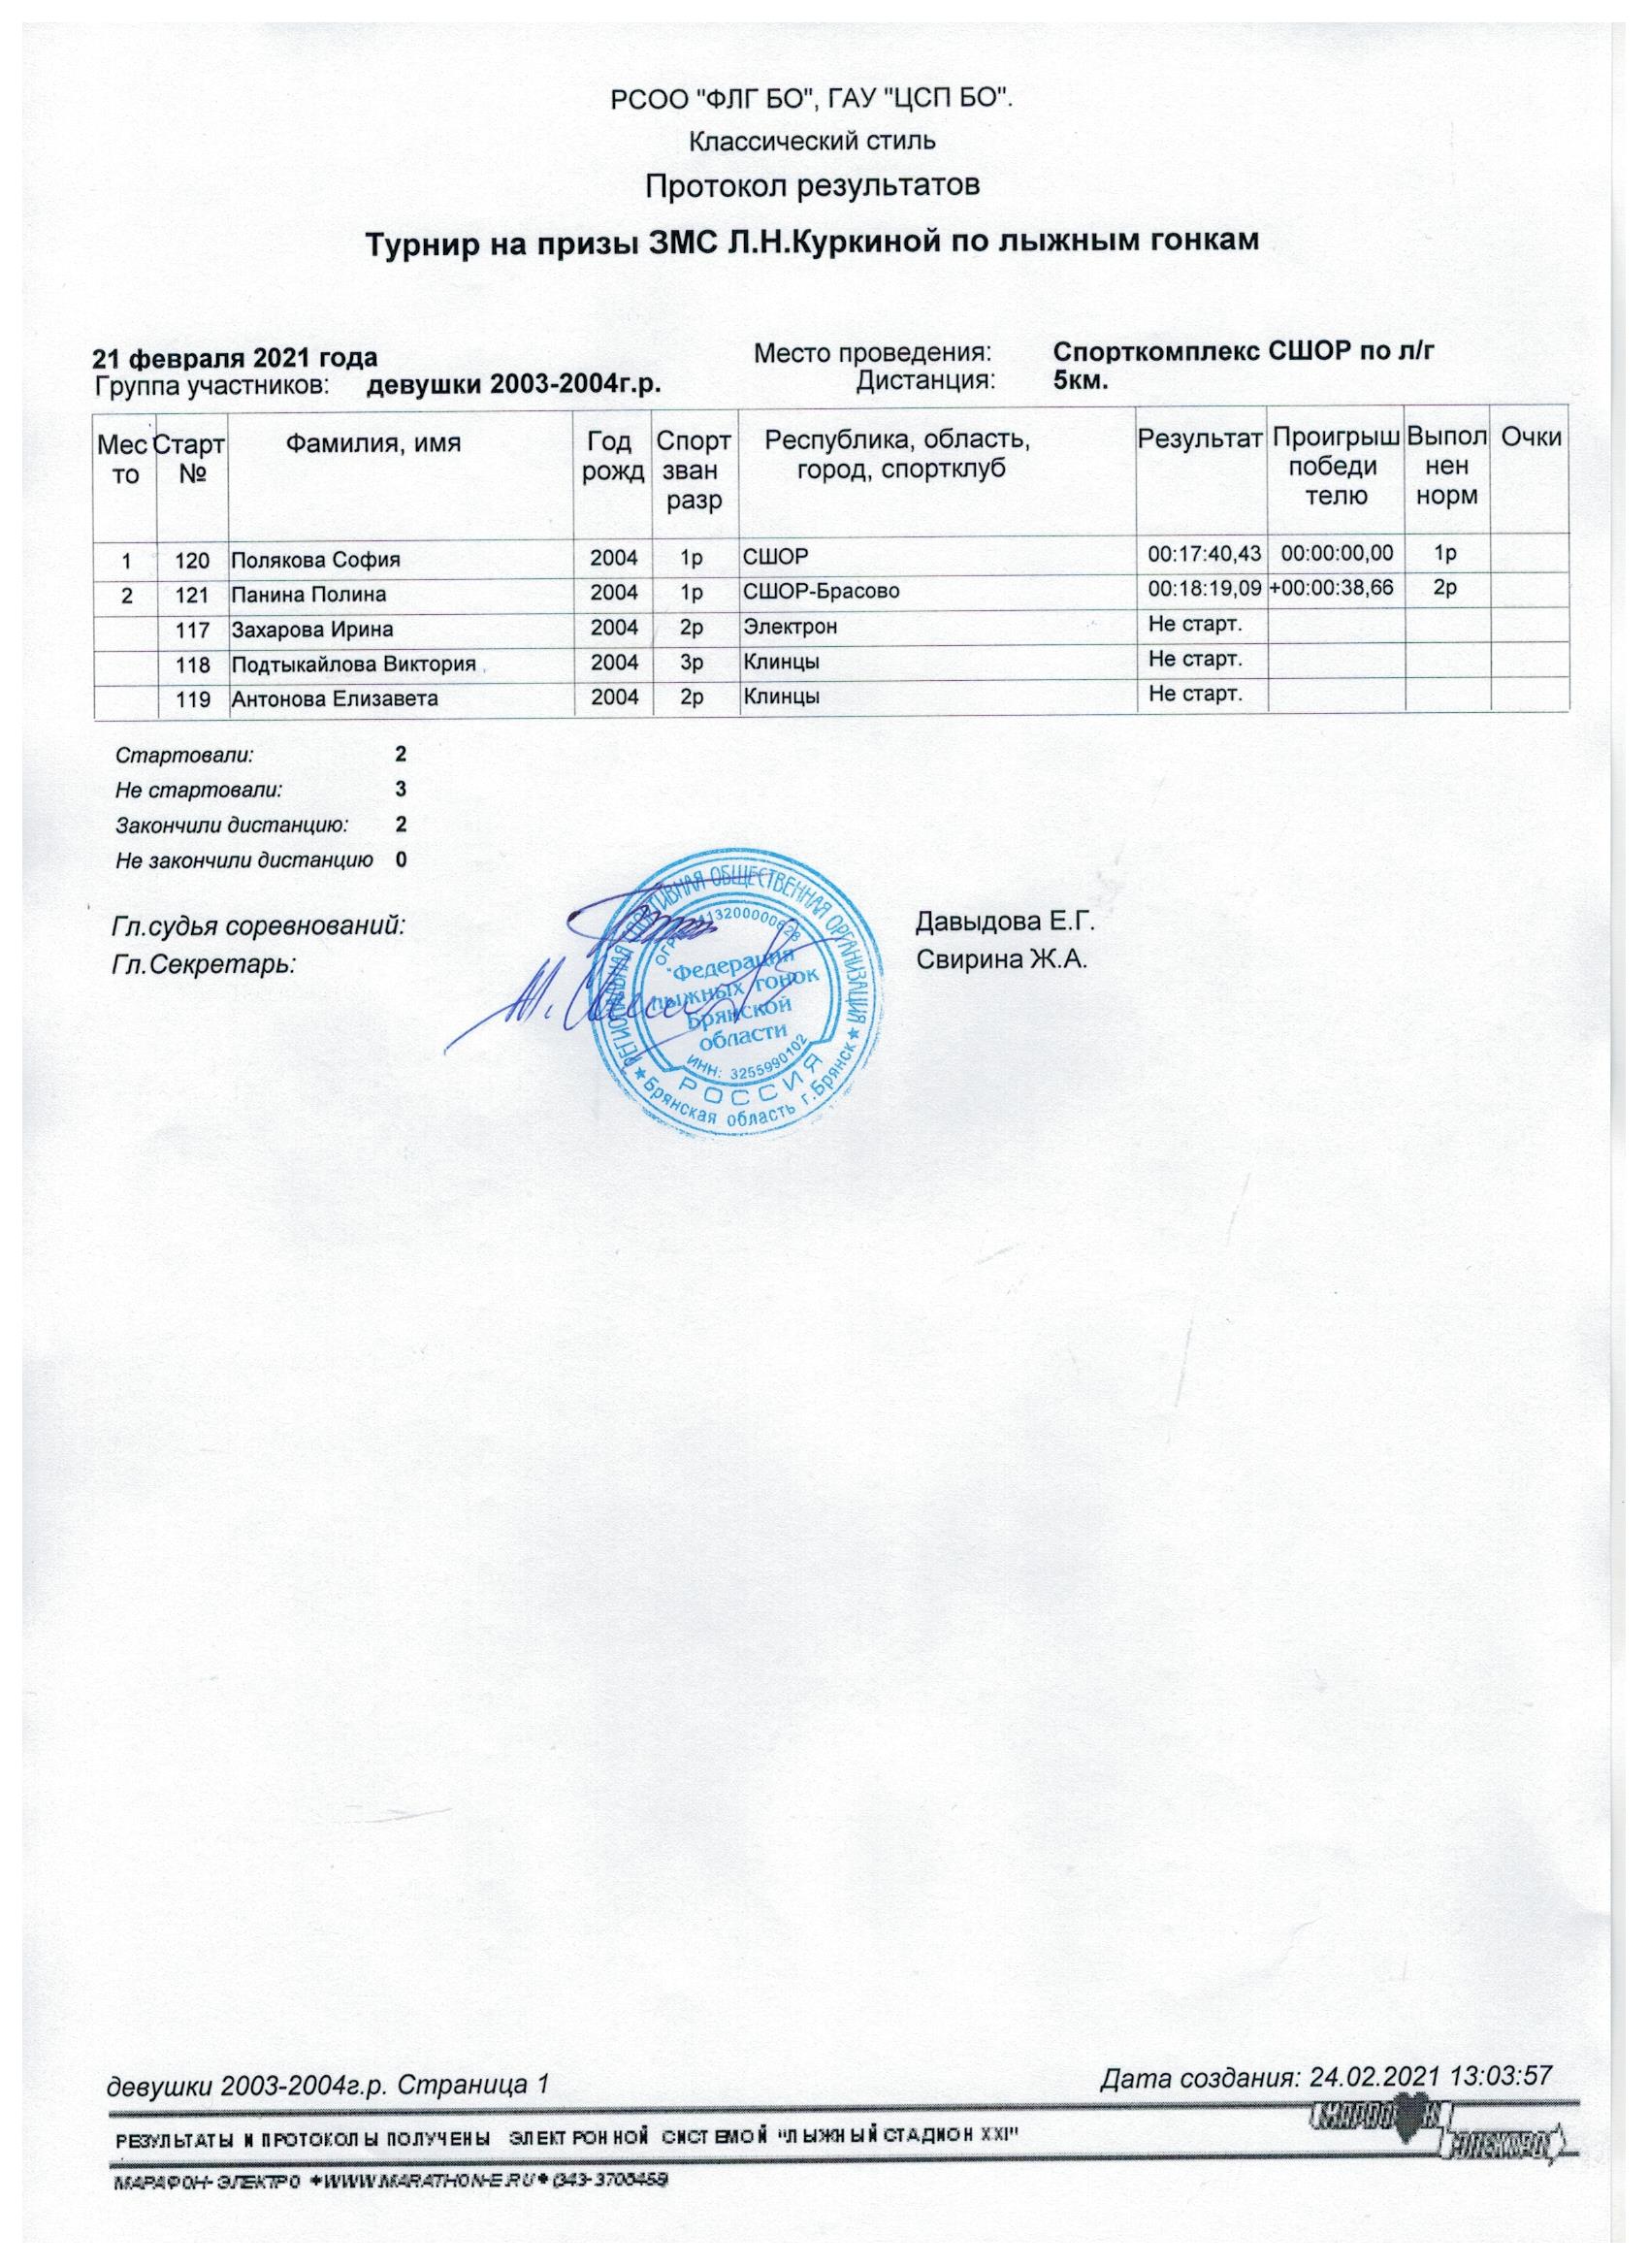 РСОО "ФЛГ БО", ГАУ "ЦСП БО".
Классический стиль
Протокол результатов
Турнир на призы ЗМС Л.Н.Куркиной по лыжным гонкам
21 февраля 2021 года Место проведения: Спорткомплекс СШОР по л/г
Группа участников: девушки 2003-2004г.р. Дистанция: 5км.
Мес Старт Фамилия, имя Год Спорт Республика, область, Результат Проигрыш Выпол Очки
то № рожд зван город, спортклуб победи нен
разр телю норм
1 120 Полякова София 2004 1р СШОР 00:17:40,43 00:00:00,00 1р
2 121 Панина Полина 2004 1р СШОР-Брасово 00:18:19,09 +00:00:38,66 2р
117 Захарова Ирина 2004 2р Электрон Не старт.
118 Подтыкайлова Виктория 2004 3р Клинцы Не старт.
119 Антонова Елизавета 2004 2р Клинцы Не старт.
Стартовали: 2
Не стартовали: 3
Закончили дистанцию: 2
Не закончили дистанцию 0
Гл.судья соревнований: Давыдова Е.Г.
Гл.Секретарь: Свирина Ж.А.
РЕГИОНАЛЬНАЯ СПОРТИВНАЯ ОБЩЕСТВЕННАЯ ОРГАНИЗАЦИЯ
"Федерация
лыжных гонок
Брянской
области
ИНН: 3255990102
РОССИЯ
★ Брянская область г.Брянск ★
девушки 2003-2004г.р. Страница 1 Дата создания: 24.02.2021 13:03:57
РЕЗУЛЬТАТЫ И ПРОТОКОЛЫ ПОЛУЧЕНЫ ЭЛЕКТРОННОЙ СИСТЕМОЙ "ЛЫЖНЫЙ СТАДИОН XXI"
МАРАФОН-ЭЛЕКТРО ♦WWW.MARATHON-E.RU♦ (343-3700459